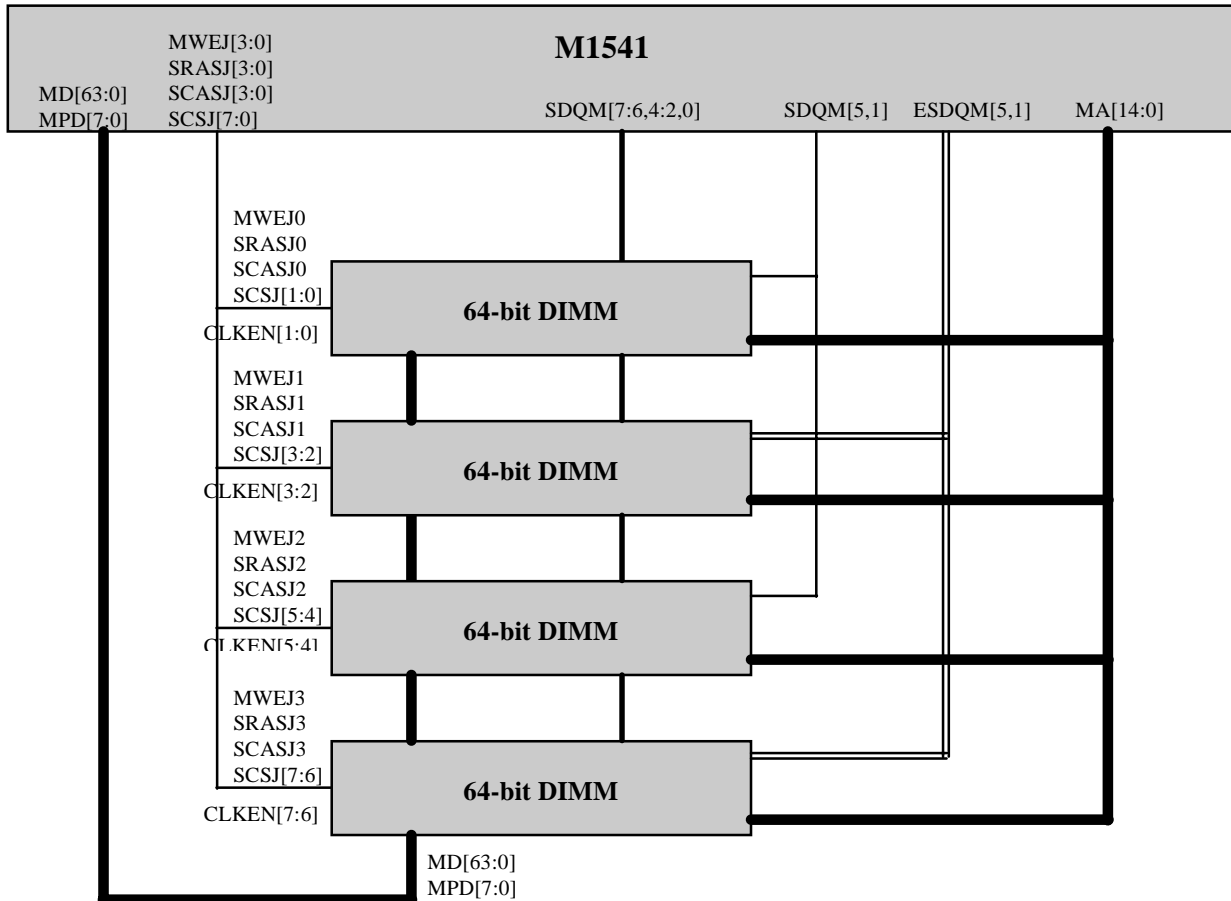 M1541
MWEJ[3:0]
SRASJ[3:0]
SCASJ[3:0]
SCSJ[7:0]
MD[63:0]
MPD[7:0]
SDQM[7:6,4:2,0]
SDQM[5,1]
ESDQM[5,1]
MA[14:0]
MWEJ0
SRASJ0
SCASJ0
SCSJ[1:0]
CLKEN[1:0]
64-bit DIMM
MWEJ1
SRASJ1
SCASJ1
SCSJ[3:2]
CLKEN[3:2]
64-bit DIMM
MWEJ2
SRASJ2
SCASJ2
SCSJ[5:4]
CLKEN[5:4]
64-bit DIMM
MWEJ3
SRASJ3
SCASJ3
SCSJ[7:6]
CLKEN[7:6]
64-bit DIMM
MD[63:0]
MPD[7:0]